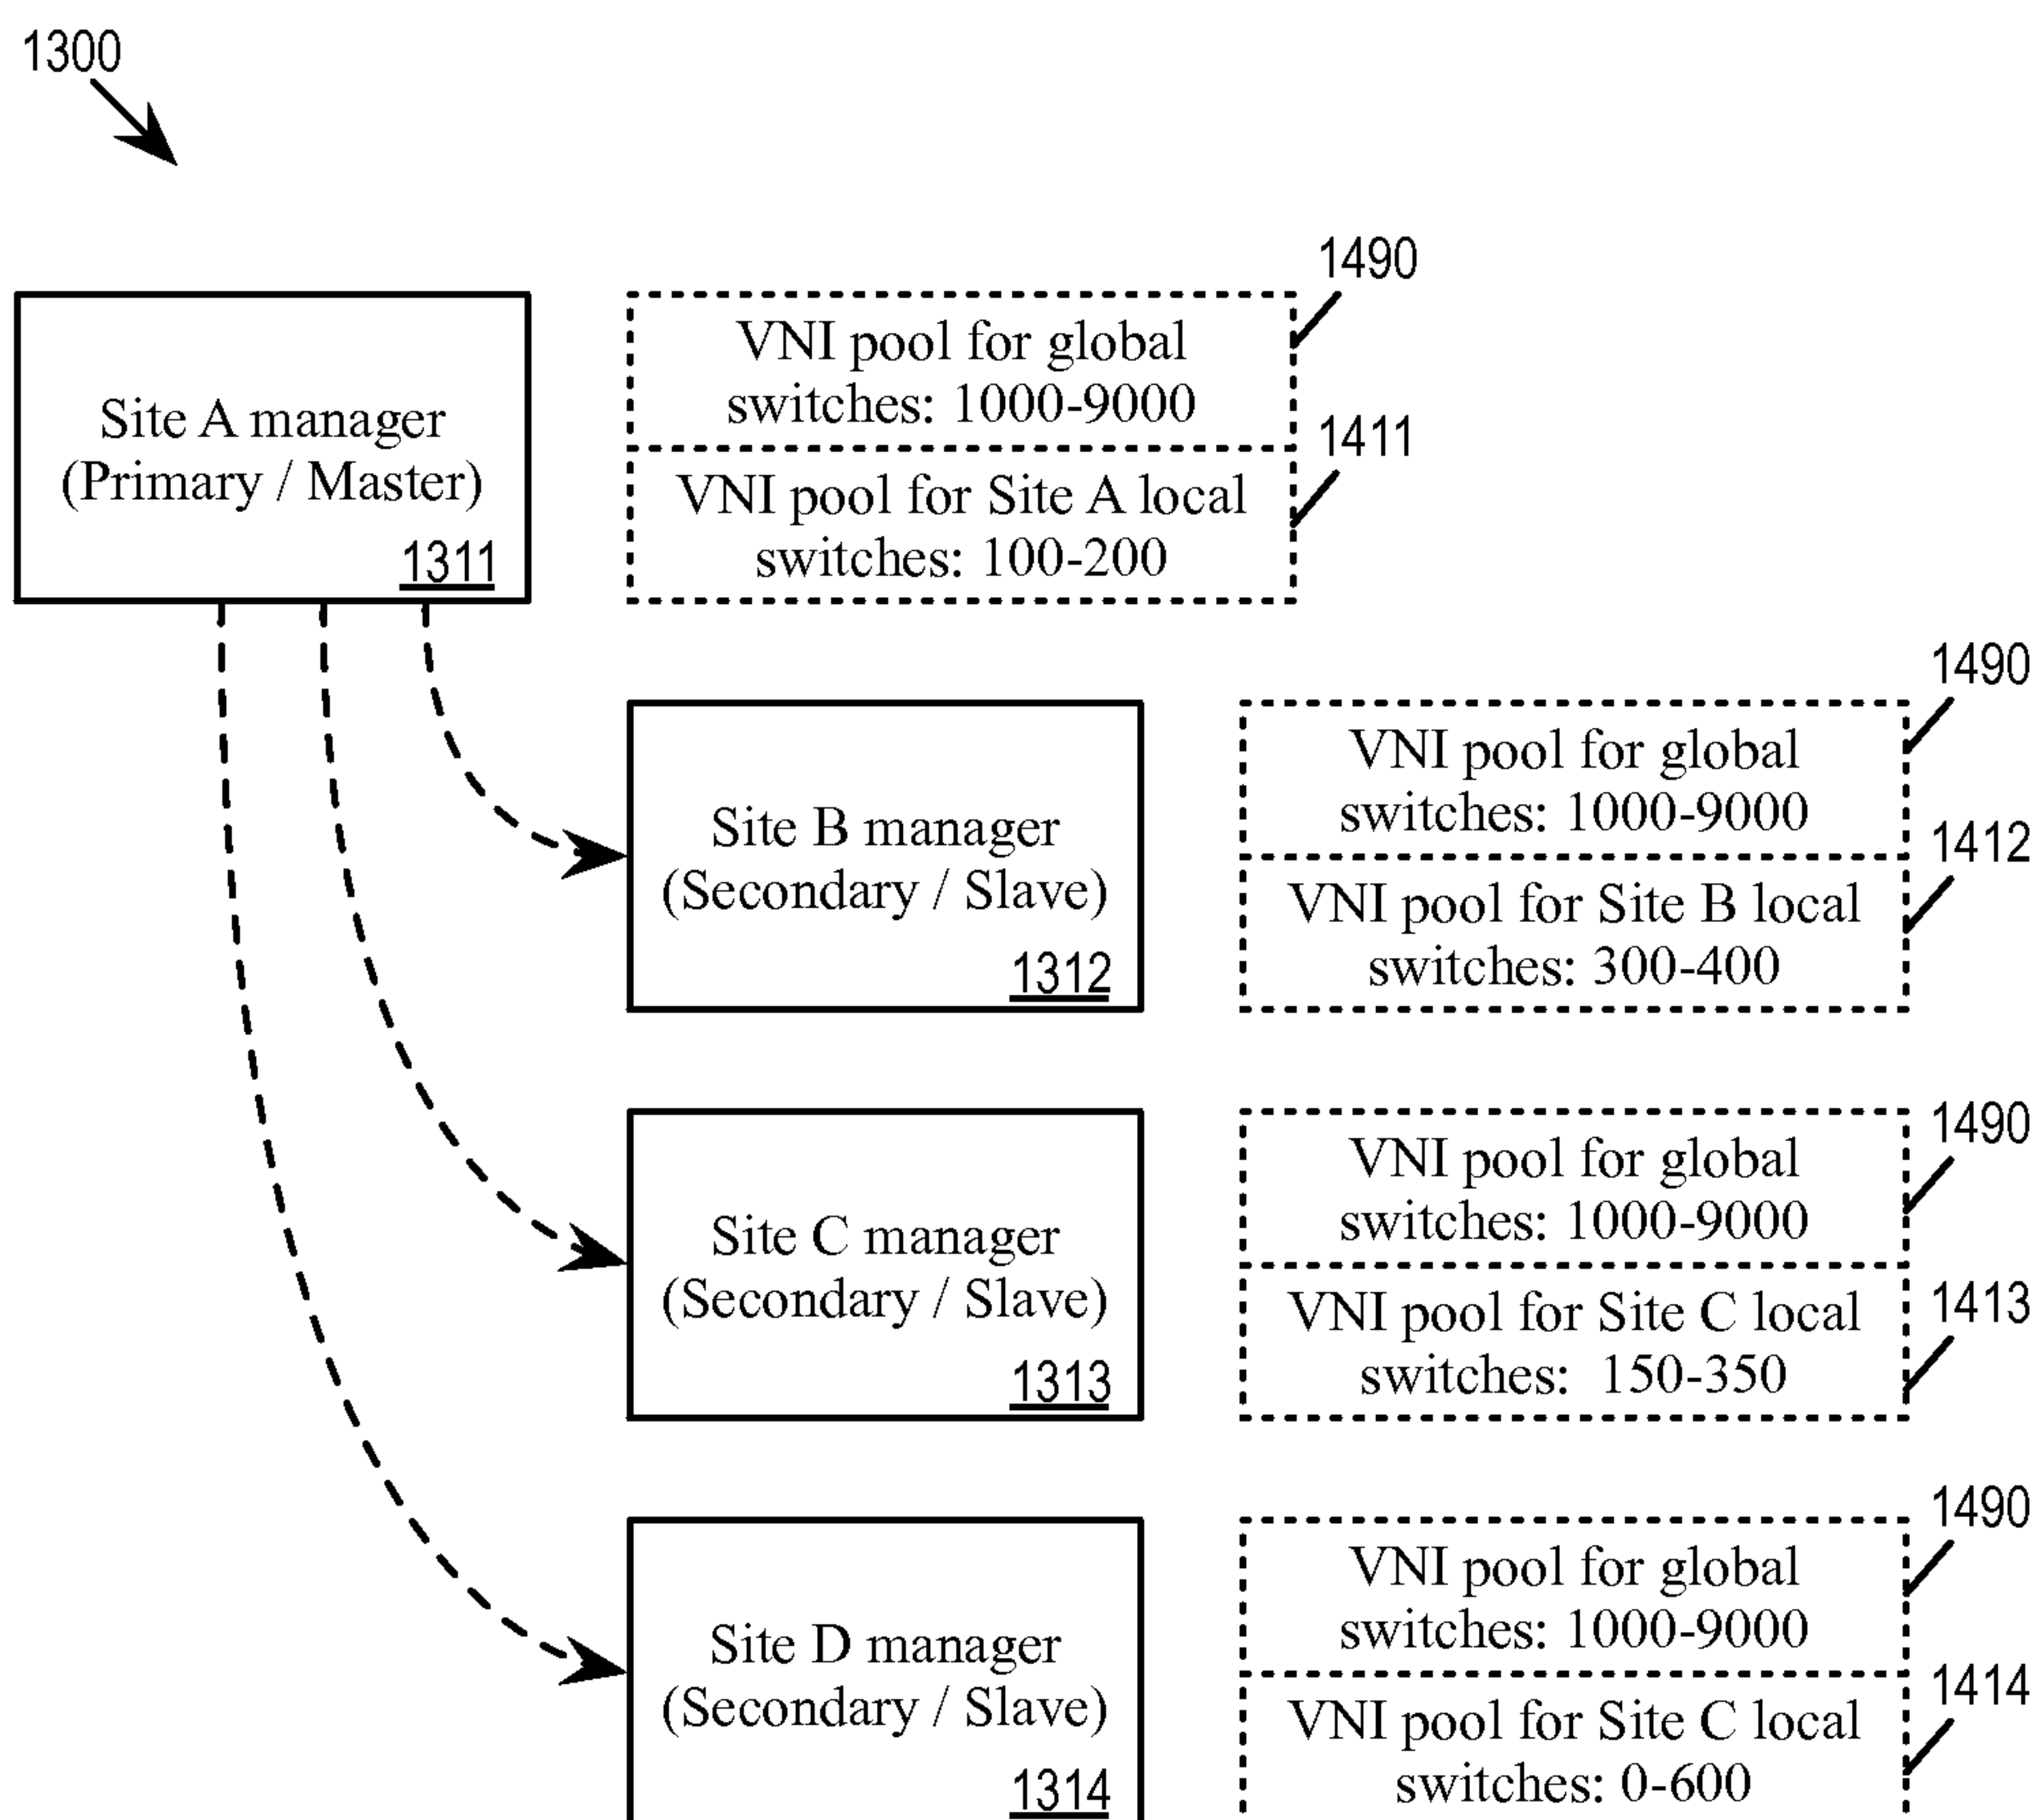 1300
1490
VNI pool for global
switches: 1000-9000
1411
Site A manager
(Primary / Master)
1311
VNI pool for Site A local
switches: 100-200
1490
VNI pool for global
switches: 1000-9000
1412
Site B manager
(Secondary / Slave)
1312
VNI pool for Site B local
switches: 300-400
1490
VNI pool for global
switches: 1000-9000
1413
Site C manager
(Secondary / Slave)
1313
VNI pool for Site C local
switches: 150-350
1490
VNI pool for global
switches: 1000-9000
1414
Site D manager
(Secondary / Slave)
1314
VNI pool for Site C local
switches: 0-600